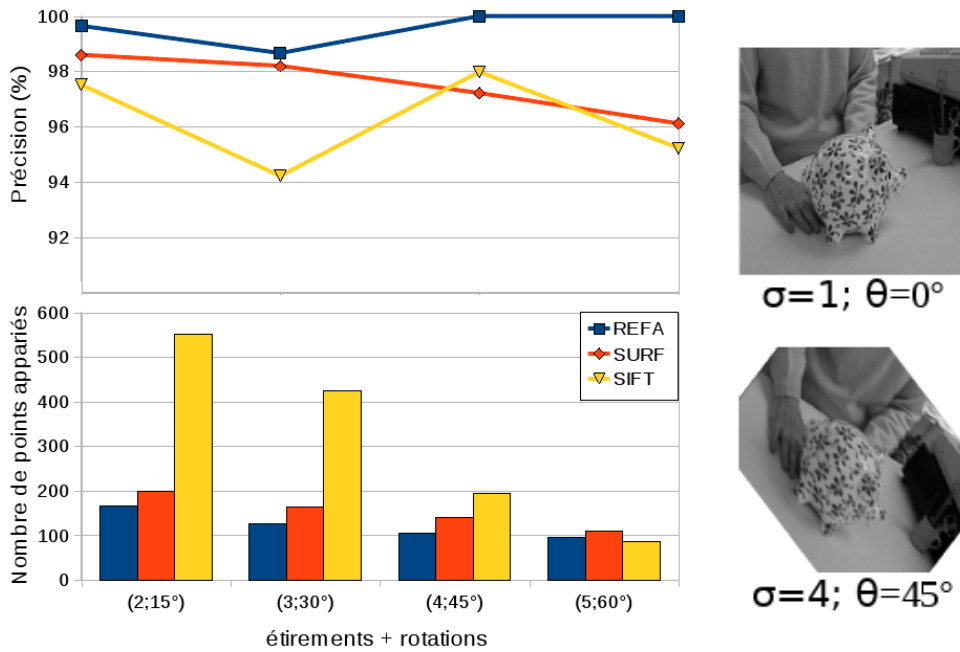 100
98
96
94
92
Précision (%)
600
500
400
300
200
100
0
Nombre de points appariés
REFA
SURF
SIFT
(2;15°) (3;30°) (4;45°) (5;60°)
étirements + rotations
σ=1; θ=0°
σ=4; θ=45°